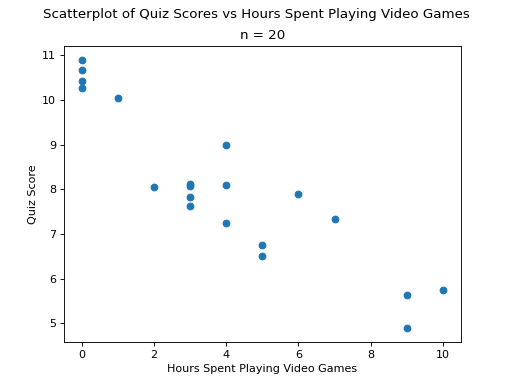 Scatterplot of Quiz Scores vs Hours Spent Playing Video Games
n = 20
11
10
9
8
7
6
5
Quiz Score
0 2 4 6 8 10
Hours Spent Playing Video Games